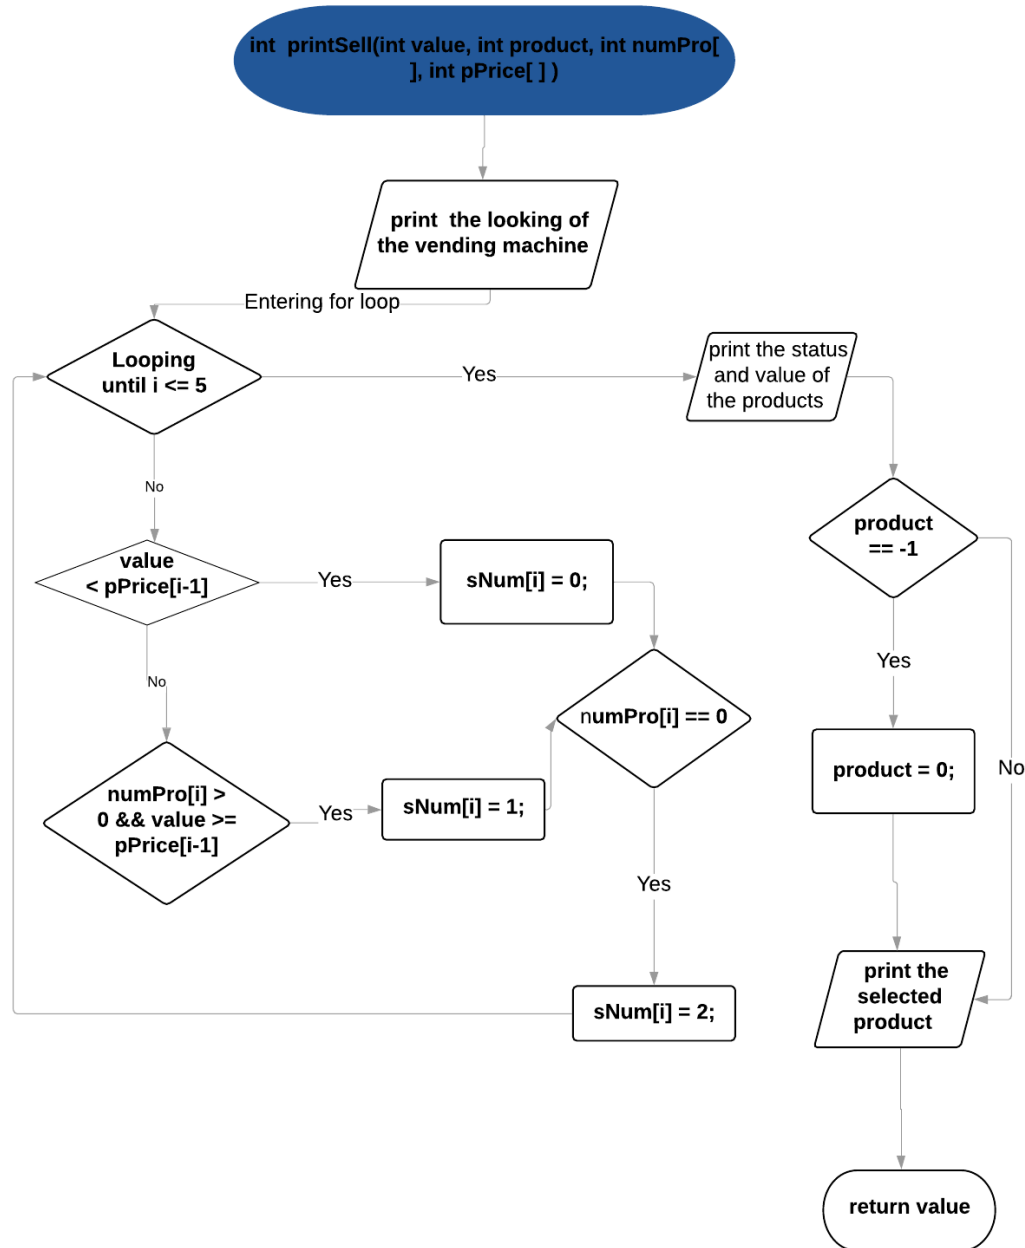 int  printSell(int value, int product, int numPro[
], int pPrice[ ] )
print  the looking of
the vending machine
Entering for loop
Looping
until i <= 5
Yes
print the status
and value of
the products
No
product
== -1
value
< pPrice[i-1]
Yes
sNum[i] = 0;
Yes
No
numPro[i] == 0
product = 0;
No
numPro[i] >
0 && value >=
pPrice[i-1]
Yes
sNum[i] = 1;
Yes
print the
selected
product
sNum[i] = 2;
return value